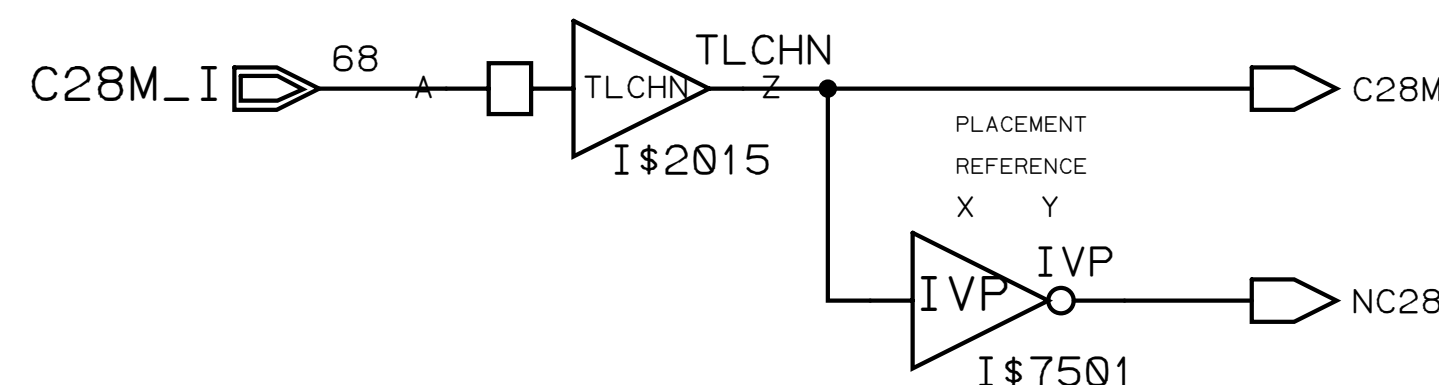 C28M_I
68
A
TLCHN
TLCHN
Z
I$2015
C28M
PLACEMENT
REFERENCE
X Y
IVP
IVP
I$7501
NC28